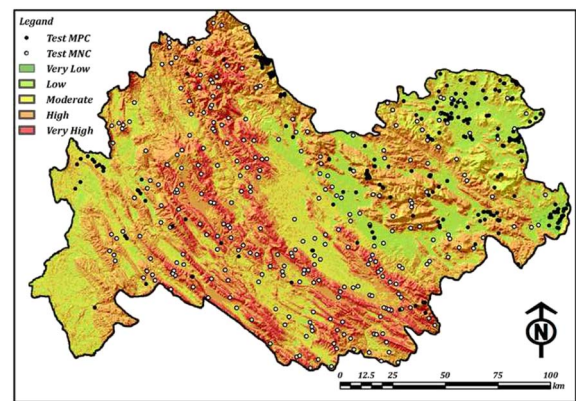 Legand
Test MPC
Test MNC
Very Low
Low
Moderate
High
Very High
N
0 12.5 25 50 75 100
km